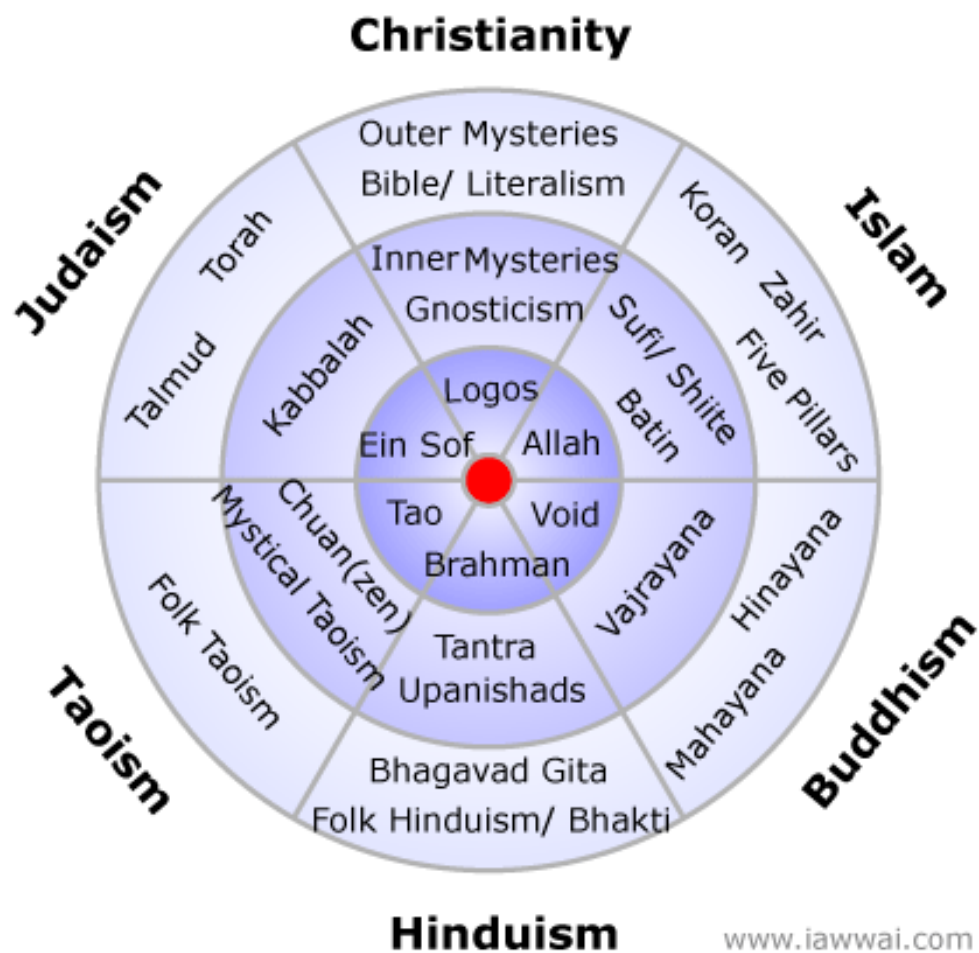 Christianity
Outer Mysteries
Bible/ Literalism
Inner Mysteries
Gnosticism
Logos
Islam
Koran Zahir
Five Pillars
Sufi/ Shiite
Batin
Allah
Buddhism
Hinayana
Mahayana
Vajrayana
Void
Hinduism
Brahman
Tantra
Upanishads
Bhagavad Gita
Folk Hinduism/ Bhakti
Taoism
Folk Taoism
Mystical Taoism
Chuan(zen)
Tao
Judaism
Torah
Talmud
Kabbalah
Ein Sof
www.iawwai.com